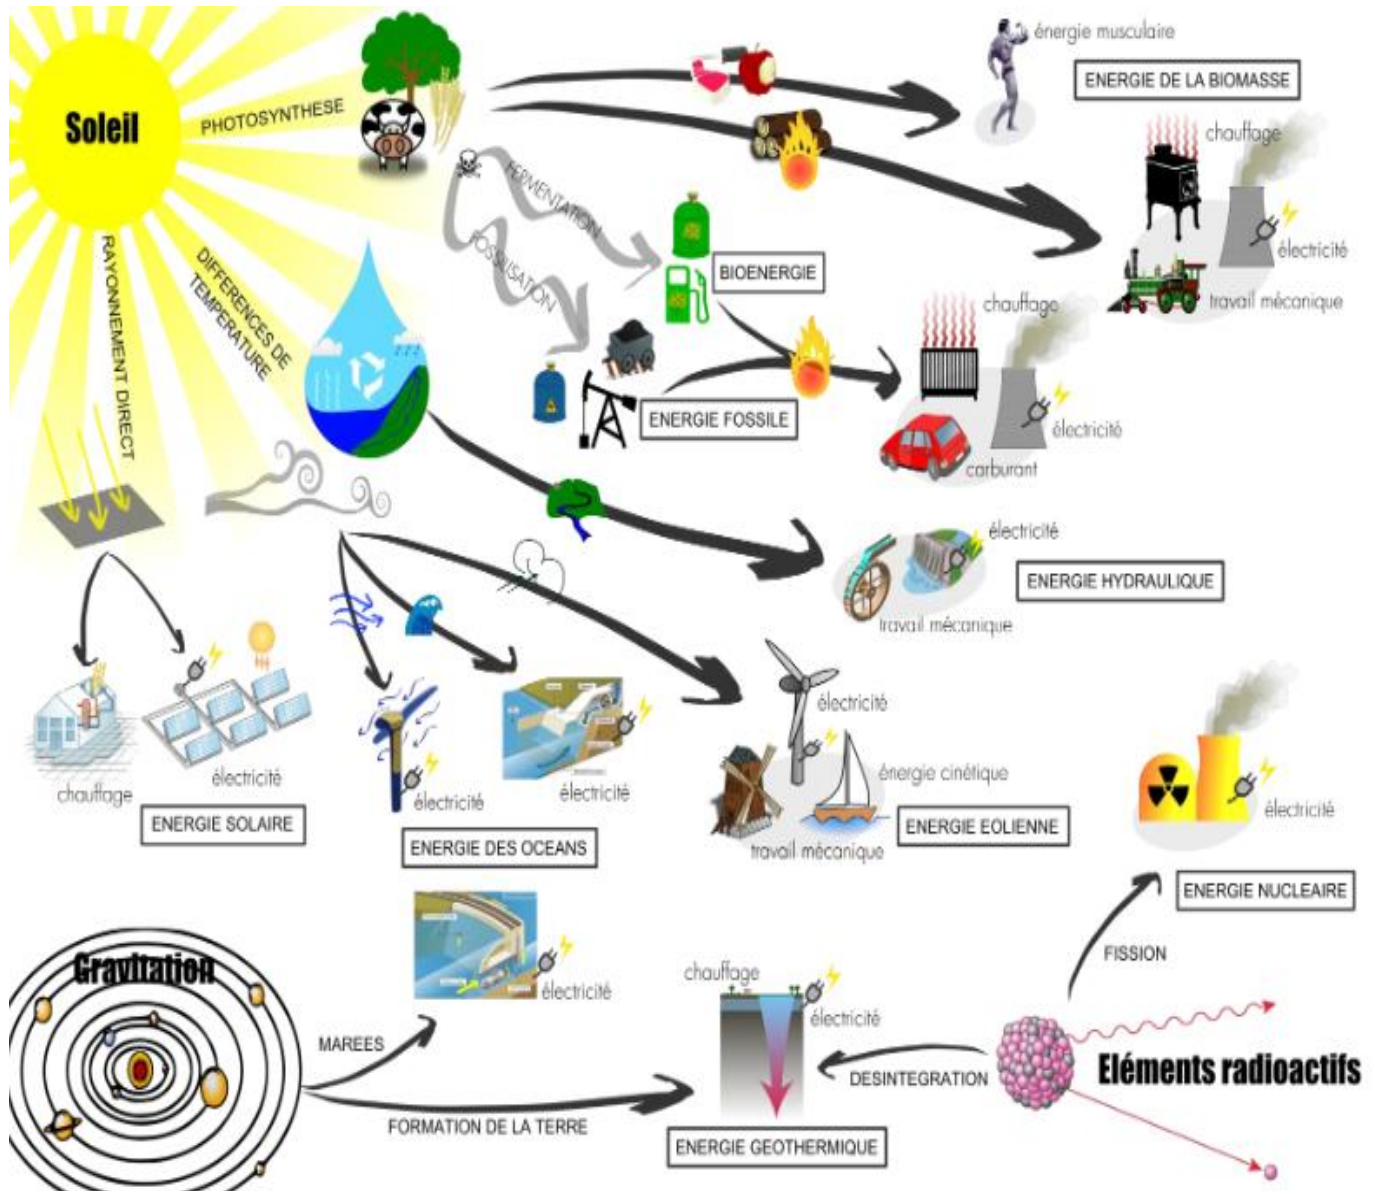 Soleil
PHOTOSYNTHESE
énergie musculaire
ENERGIE DE LA BIOMASSE
chauffage
électricité
travail mécanique
FERMENTATION
FOSSILISATION
BIOENERGIE
RAYONNEMENT DIRECT
DIFFERENCES DE
TEMPERATURE
chauffage
électricité
carburant
ENERGIE FOSSILE
électricité
ENERGIE HYDRAULIQUE
travail mécanique
chauffage
électricité
ENERGIE SOLAIRE
électricité
électricité
ENERGIE DES OCEANS
électricité
énergie cinétique
travail mécanique
ENERGIE EOLIENNE
électricité
ENERGIE NUCLEAIRE
FISSION
Gravitation
MAREES
électricité
FORMATION DE LA TERRE
chauffage
électricité
DESINTEGRATION
Eléments radioactifs
ENERGIE GEOTHERMIQUE